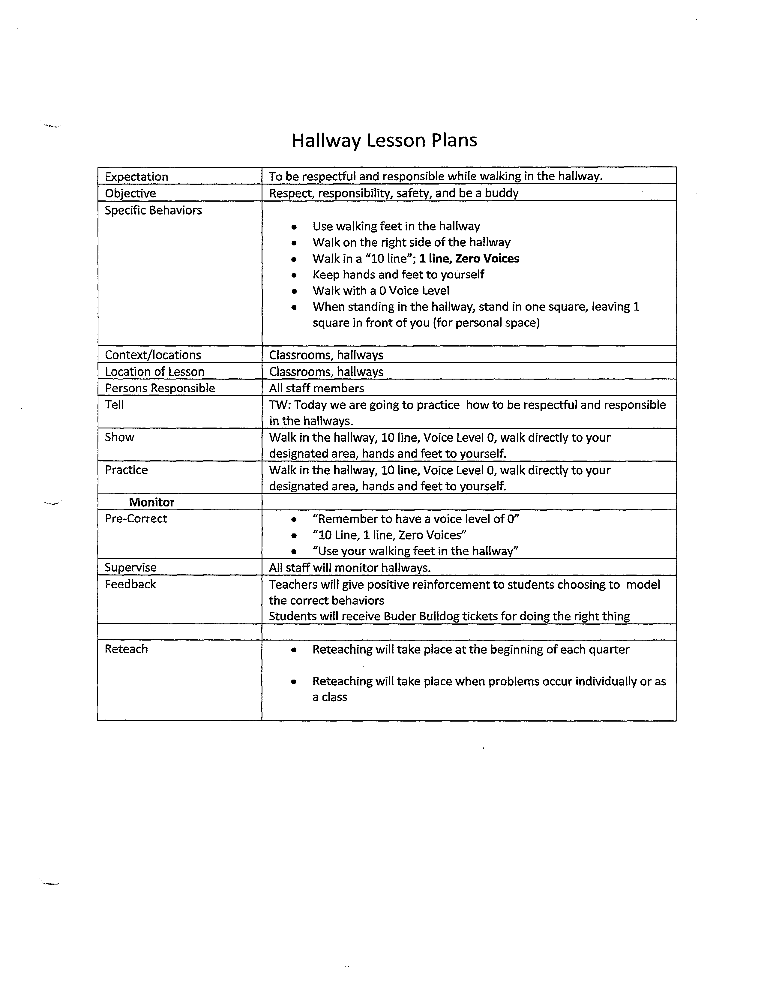 Hallway Lesson Plans
Expectation To be respectful and responsible while walking in the hallway.
Objective Respect, responsibility, safety, and be a buddy
Specific Behaviors
• Use walking feet in the hallway
• Walk on the right side of the hallway
• Walk in a “10 line”; 1 line, Zero Voices
• Keep hands and feet to yourself
• Walk with a 0 Voice Level
• When standing in the hallway, stand in one square, leaving 1
square in front of you (for personal space)
Context/locations Classrooms, hallways
Location of Lesson Classrooms, hallways
Persons Responsible All staff members
Tell TW: Today we are going to practice how to be respectful and responsible
in the hallways.
Show Walk in the hallway, 10 line, Voice Level 0, walk directly to your
designated area, hands and feet to yourself.
Practice Walk in the hallway, 10 line, Voice Level 0, walk directly to your
designated area, hands and feet to yourself.
Monitor
Pre-Correct • “Remember to have a voice level of 0”
• “10 Line, 1 line, Zero Voices”
• “Use your walking feet in the hallway”
Supervise All staff will monitor hallways.
Feedback Teachers will give positive reinforcement to students choosing to model
the correct behaviors
Students will receive Buder Bulldog tickets for doing the right thing
Reteach • Reteaching will take place at the beginning of each quarter
• Reteaching will take place when problems occur individually or as
a class